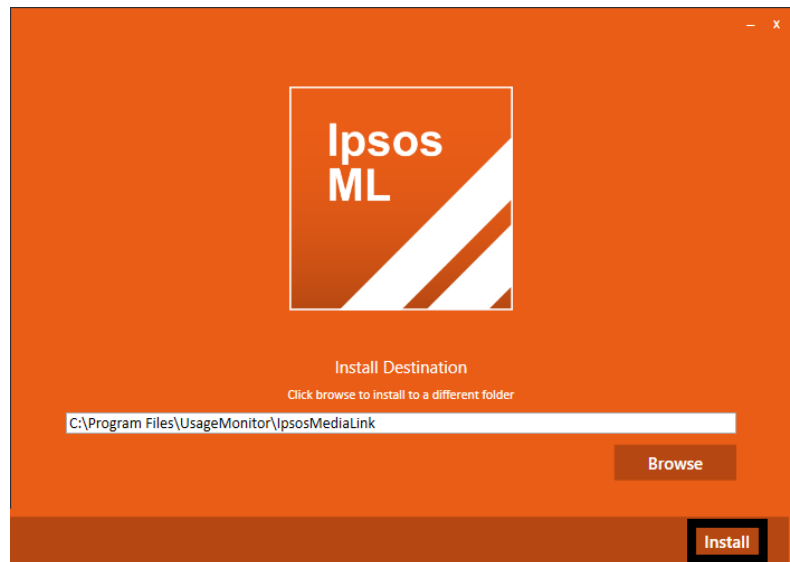 – x
Ipsos
ML
Install Destination
Click browse to install to a different folder
C:\Program Files\UsageMonitor\IpsosMediaLink
Browse
Install